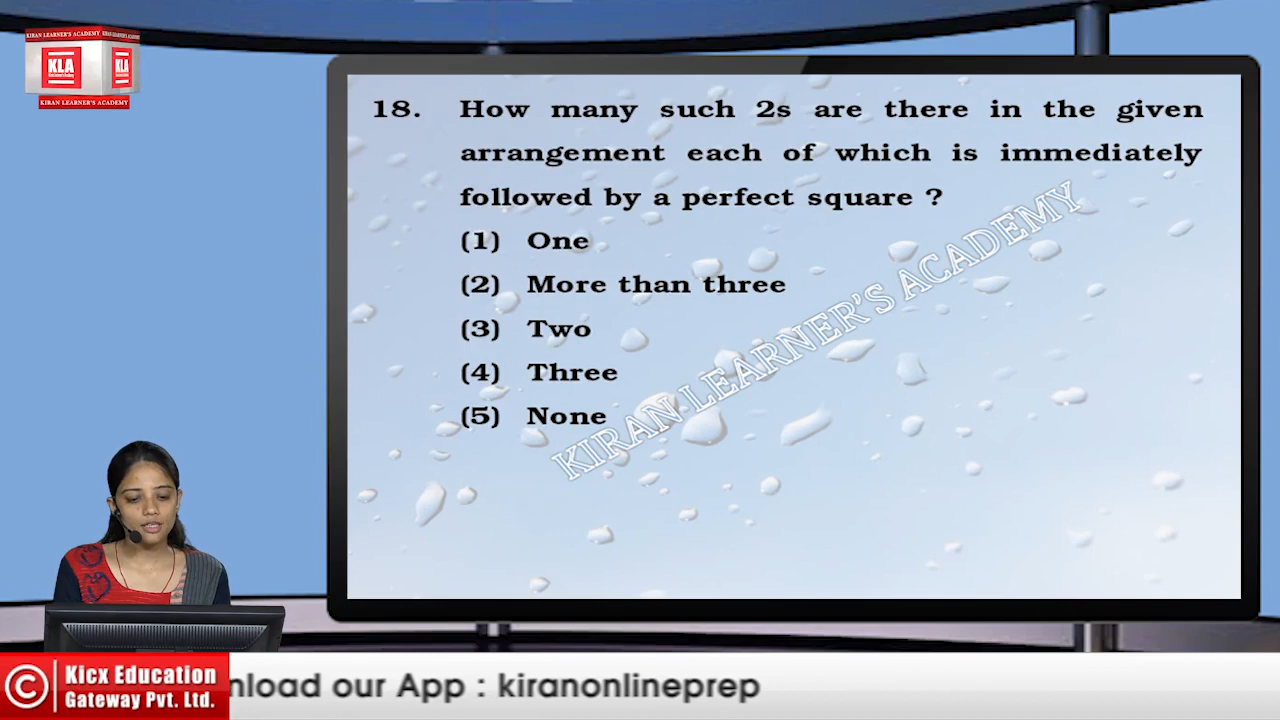 KIRAN LEARNER'S ACADEMY
KLA
KLA
KIRAN LEARNER'S ACADEMY
18. How many such 2s are there in the given
arrangement each of which is immediately
followed by a perfect square ?
(1) One
(2) More than three
(3) Two
(4) Three
(5) None
KIRAN LEARNER'S ACADEMY
© Kicx Education
Gateway Pvt. Ltd.
nload our App : kiranonlineprep